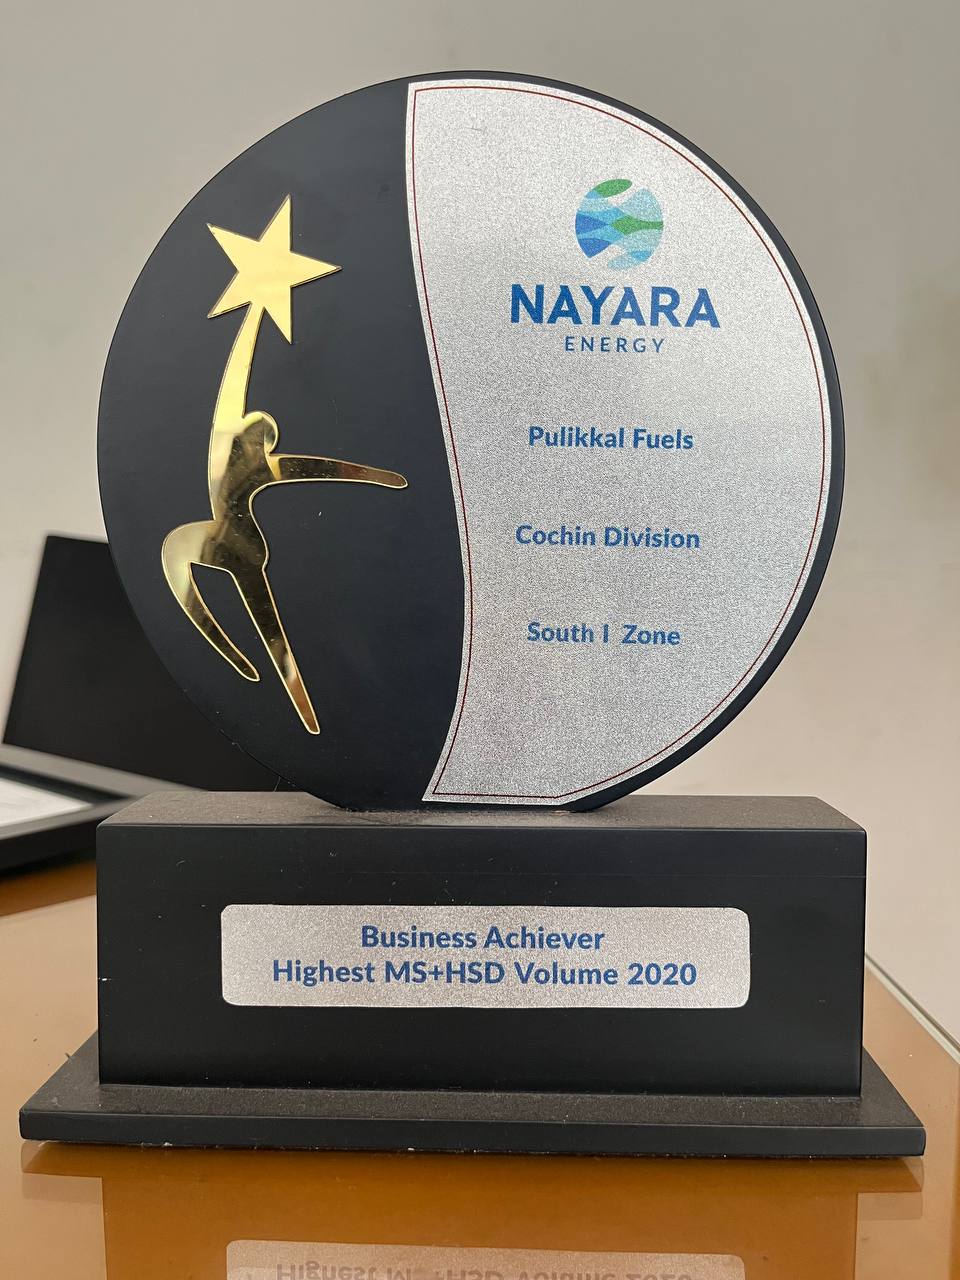 NAYARA
ENERGY
Pulikkal Fuels
Cochin Division
South I Zone
Business Achiever
Highest MS+HSD Volume 2020